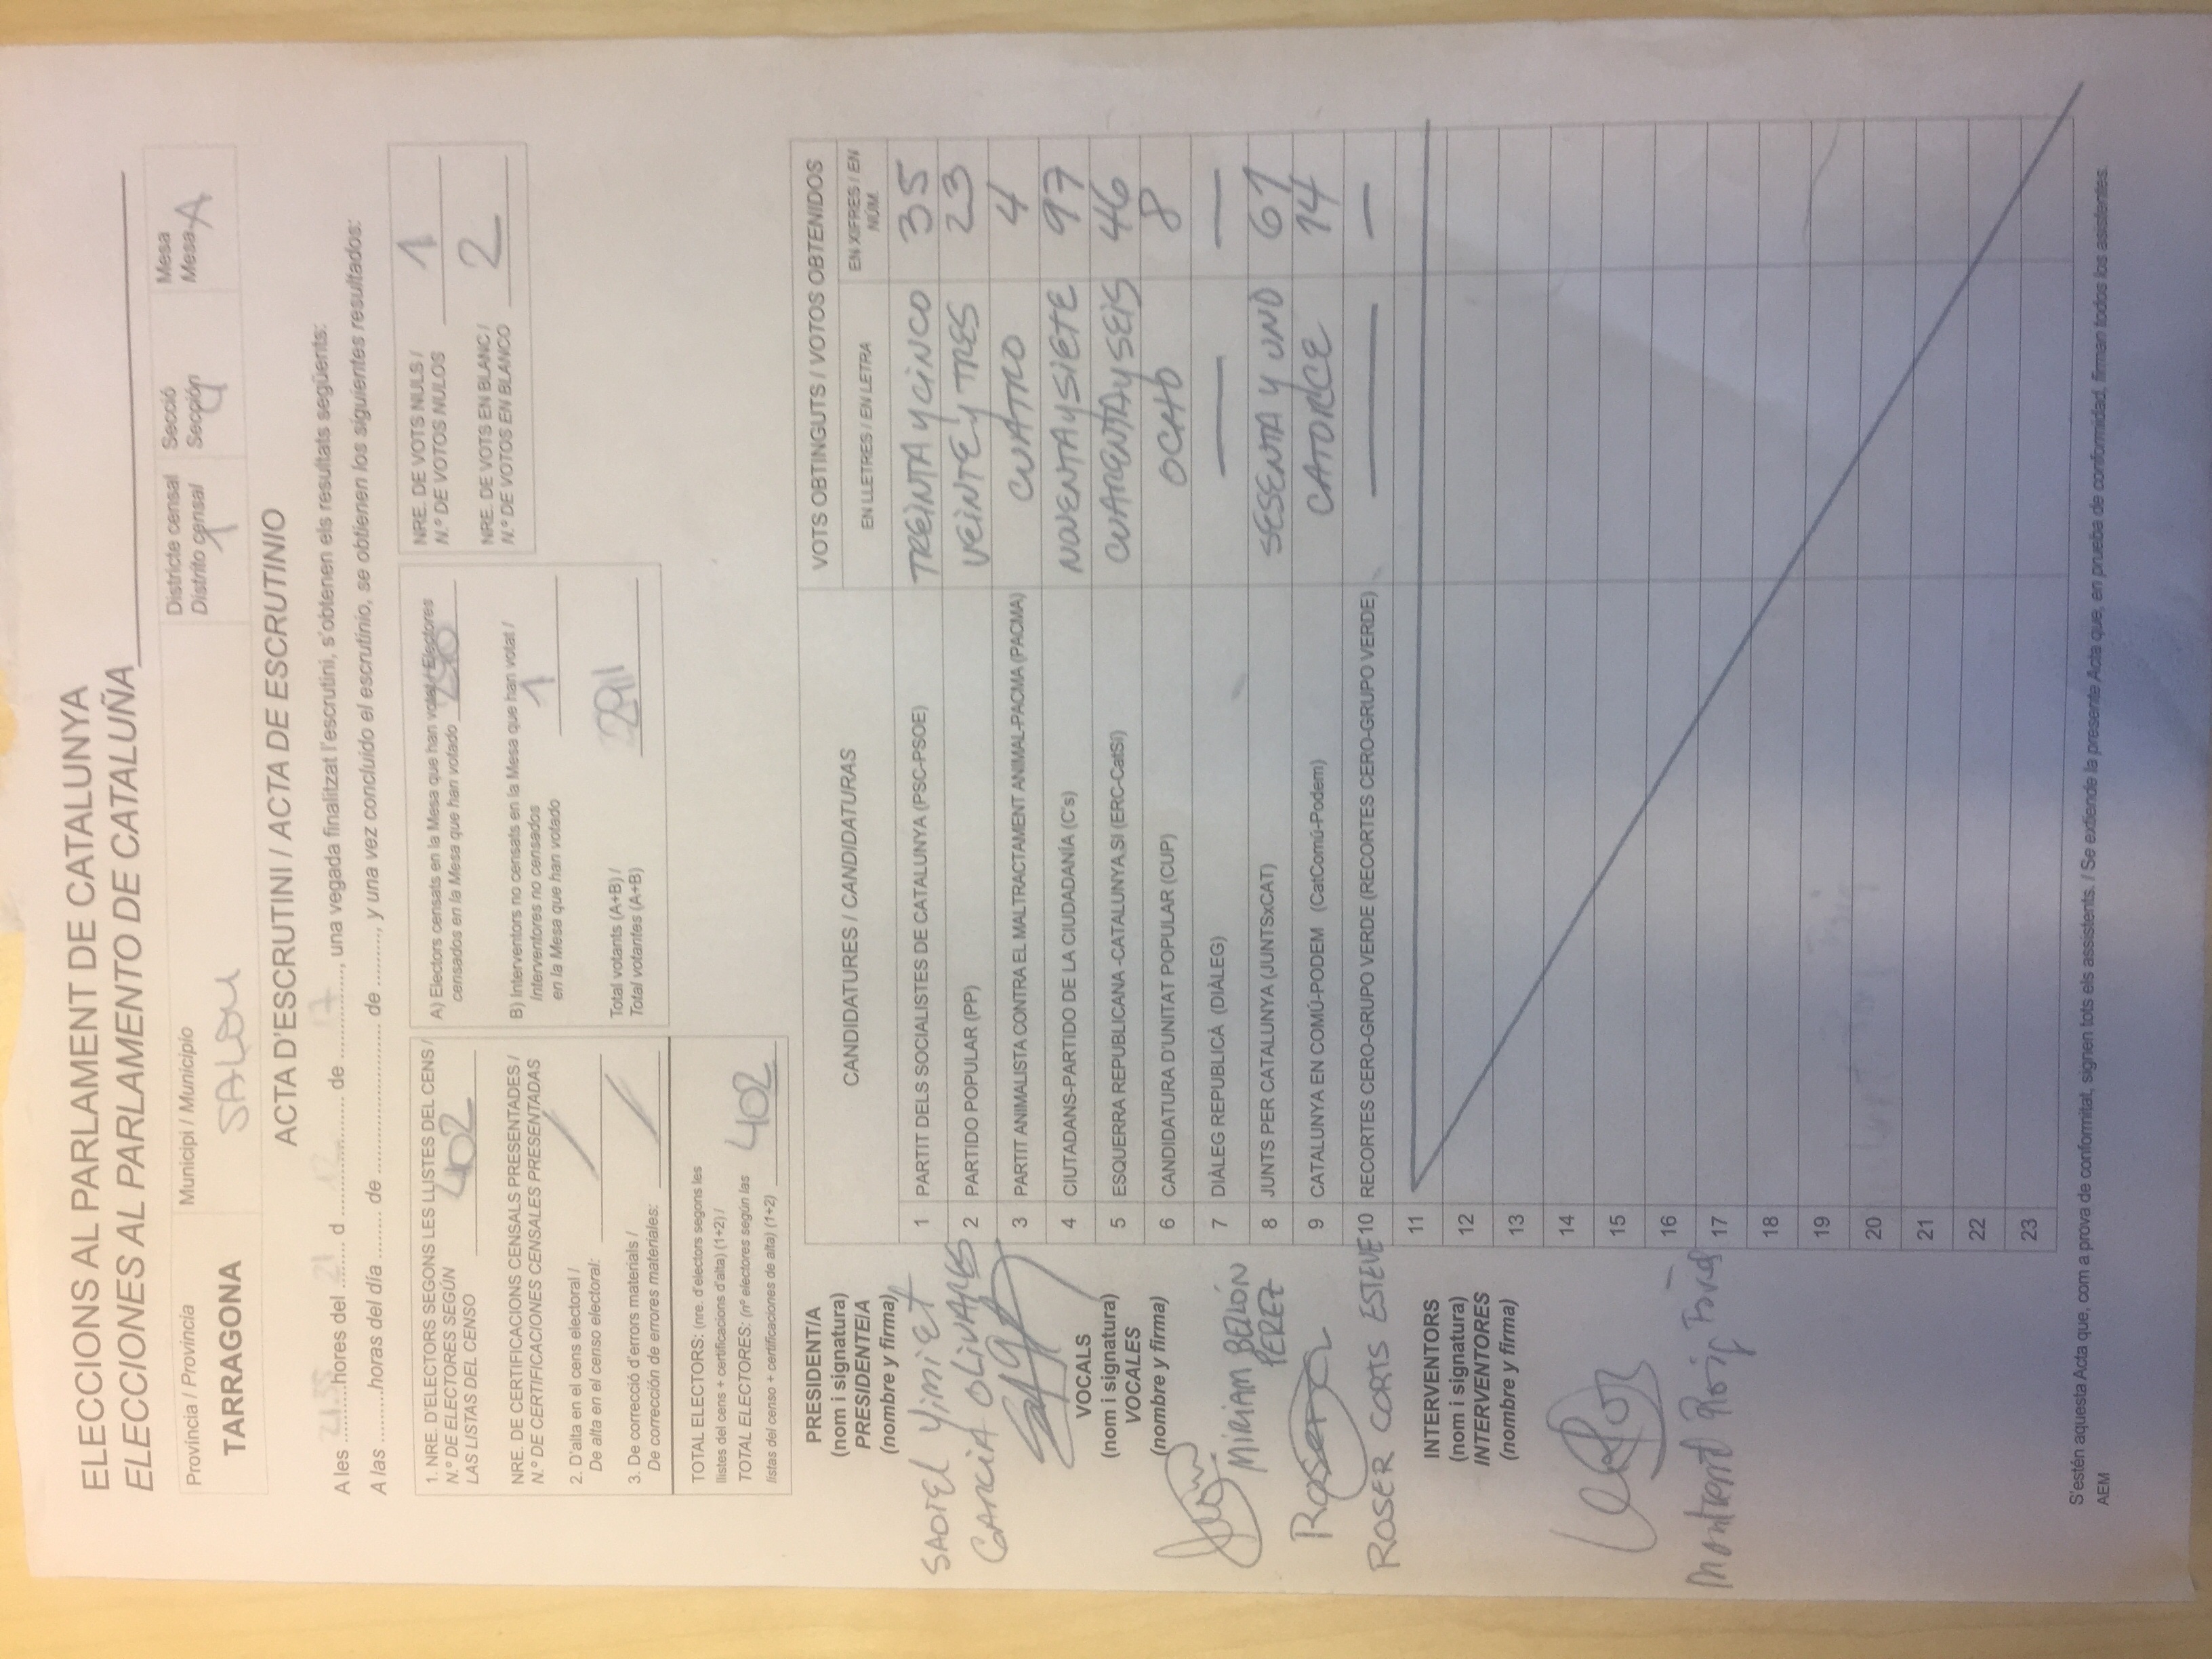 ELECCIONS AL PARLAMENT DE CATALUNYA
ELECCIONES AL PARLAMENTO DE CATALUÑA
Província / Provincia
TARRAGONA
Municipi / Municipio
SALOU
Districte censal
Distrito censal
1
Secció
Sección
4
Mesa
Mesa A
ACTA D'ESCRUTINI / ACTA DE ESCRUTINIO
A les 21.35 hores del 21 d 12 de 17, una vegada finalitzat l'escrutini, s'obtenen els resultats següents:
A las .........horas del día ........ de ........................... de ........., y una vez concluido el escrutinio, se obtienen los siguientes resultados:
1. NRE. D'ELECTORS SEGONS LES LLISTES DEL CENS /
N.º DE ELECTORES SEGÚN
LAS LISTAS DEL CENSO 402
NRE. DE CERTIFICACIONS CENSALS PRESENTADES /
N.º DE CERTIFICACIONES CENSALES PRESENTADAS
2. D'alta en el cens electoral /
De alta en el censo electoral: /
3. De correcció d'errors materials /
De corrección de errores materiales: /
TOTAL ELECTORS: (nre. d'electors segons les
llistes del cens + certificacions d'alta) (1+2) /
TOTAL ELECTORES: (nº electores según las
listas del censo + certificaciones de alta) (1+2) 402
A) Electors censats en la Mesa que han votat / Electores
censados en la Mesa que han votado 290
B) Interventors no censats en la Mesa que han votat /
Interventores no censados
en la Mesa que han votado 1
Total votants (A+B) /
Total votantes (A+B) 291
NRE. DE VOTS NULS /
N.º DE VOTOS NULOS 1
NRE. DE VOTS EN BLANC /
N.º DE VOTOS EN BLANCO 2
PRESIDENT/A
(nom i signatura)
PRESIDENTE/A
(nombre y firma)
SAOTEL YIMIET
GARCIA OLIVARES
VOCALS
(nom i signatura)
VOCALES
(nombre y firma)
MIRIAM BELLÓN
PEREZ
Roser
ROSER CORTS ESTEVE
INTERVENTORS
(nom i signatura)
INTERVENTORES
(nombre y firma)
Roig
CANDIDATURES / CANDIDATURAS
VOTS OBTINGUTS / VOTOS OBTENIDOS
EN LLETRES / EN LETRA
EN XIFRES / EN
NÚM.
1 PARTIT DELS SOCIALISTES DE CATALUNYA (PSC-PSOE) TREINTA Y CINCO 35
2 PARTIDO POPULAR (PP) VEINTE Y TRES 23
3 PARTIT ANIMALISTA CONTRA EL MALTRACTAMENT ANIMAL-PACMA (PACMA) CUATRO 4
4 CIUTADANS-PARTIDO DE LA CIUDADANÍA (C's) NOVENTA Y SIETE 97
5 ESQUERRA REPUBLICANA -CATALUNYA SI (ERC-CatSí) CUARENTA Y SEIS 46
6 CANDIDATURA D'UNITAT POPULAR (CUP) OCHO 8
7 DIÀLEG REPUBLICÀ (DIÀLEG) — —
8 JUNTS PER CATALUNYA (JUNTSxCAT) SESENTA Y UNO 61
9 CATALUNYA EN COMÚ-PODEM (CatComú-Podem) CATORCE 14
10 RECORTES CERO-GRUPO VERDE (RECORTES CERO-GRUPO VERDE) — —
11
12
13
14
15
16
17
18
19
20
21
22
23
S'estén aquesta Acta que, com a prova de conformitat, signen tots els assistents. / Se extiende la presente Acta que, en prueba de conformidad, firman todos los asistentes.
AEM